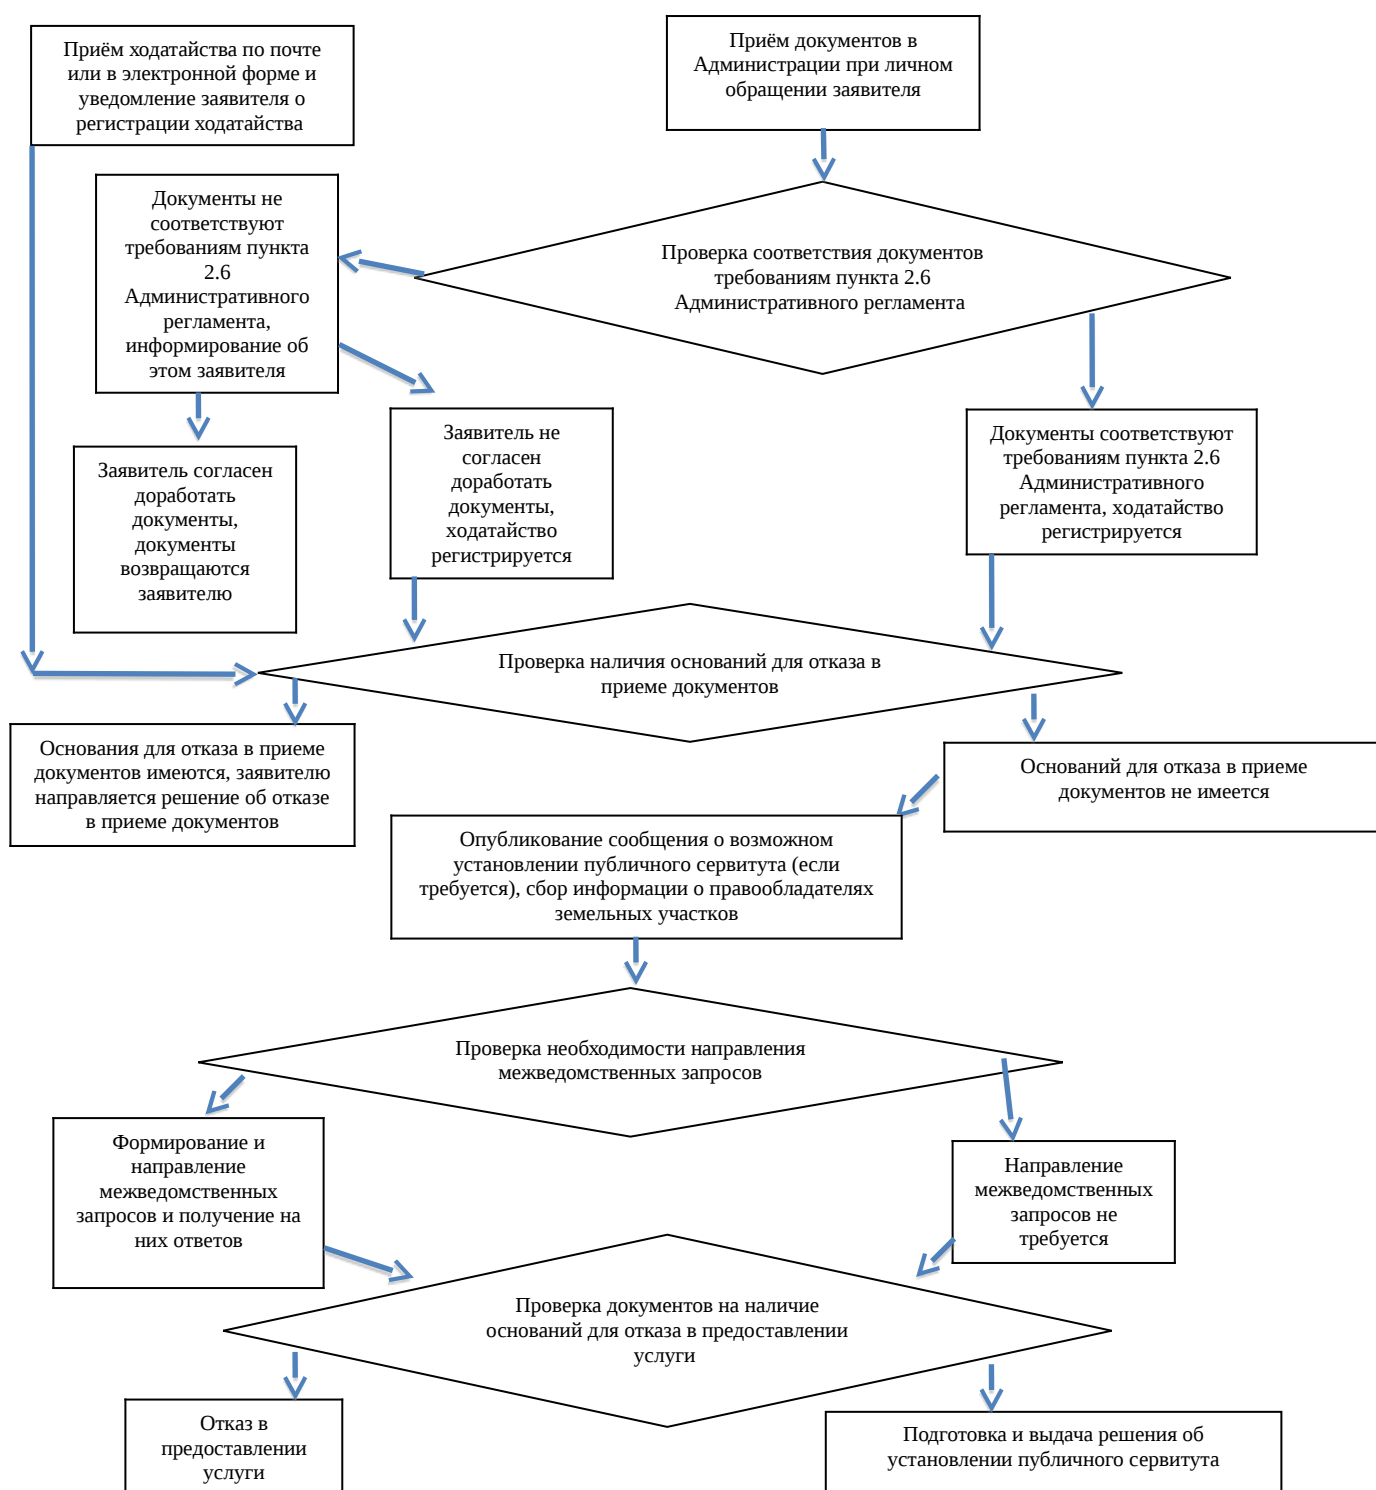 Приём ходатайства по почте
или в электронной форме и
уведомление заявителя о
регистрации ходатайства
Приём документов в
Администрации при личном
обращении заявителя
Документы не
соответствуют
требованиям пункта
2.6
Административного
регламента,
информирование об
этом заявителя
Проверка соответствия документов
требованиям пункта 2.6
Административного регламента
Заявитель согласен
доработать
документы,
документы
возвращаются
заявителю
Заявитель не
согласен
доработать
документы,
ходатайство
регистрируется
Документы соответствуют
требованиям пункта 2.6
Административного
регламента, ходатайство
регистрируется
Проверка наличия оснований для отказа в
приеме документов
Основания для отказа в приеме
документов имеются, заявителю
направляется решение об отказе
в приеме документов
Оснований для отказа в приеме
документов не имеется
Опубликование сообщения о возможном
установлении публичного сервитута (если
требуется), сбор информации о правообладателях
земельных участков
Проверка необходимости направления
межведомственных запросов
Формирование и
направление
межведомственных
запросов и получение на
них ответов
Направление
межведомственных
запросов не
требуется
Проверка документов на наличие
оснований для отказа в предоставлении
услуги
Отказ в
предоставлении
услуги
Подготовка и выдача решения об
установлении публичного сервитута